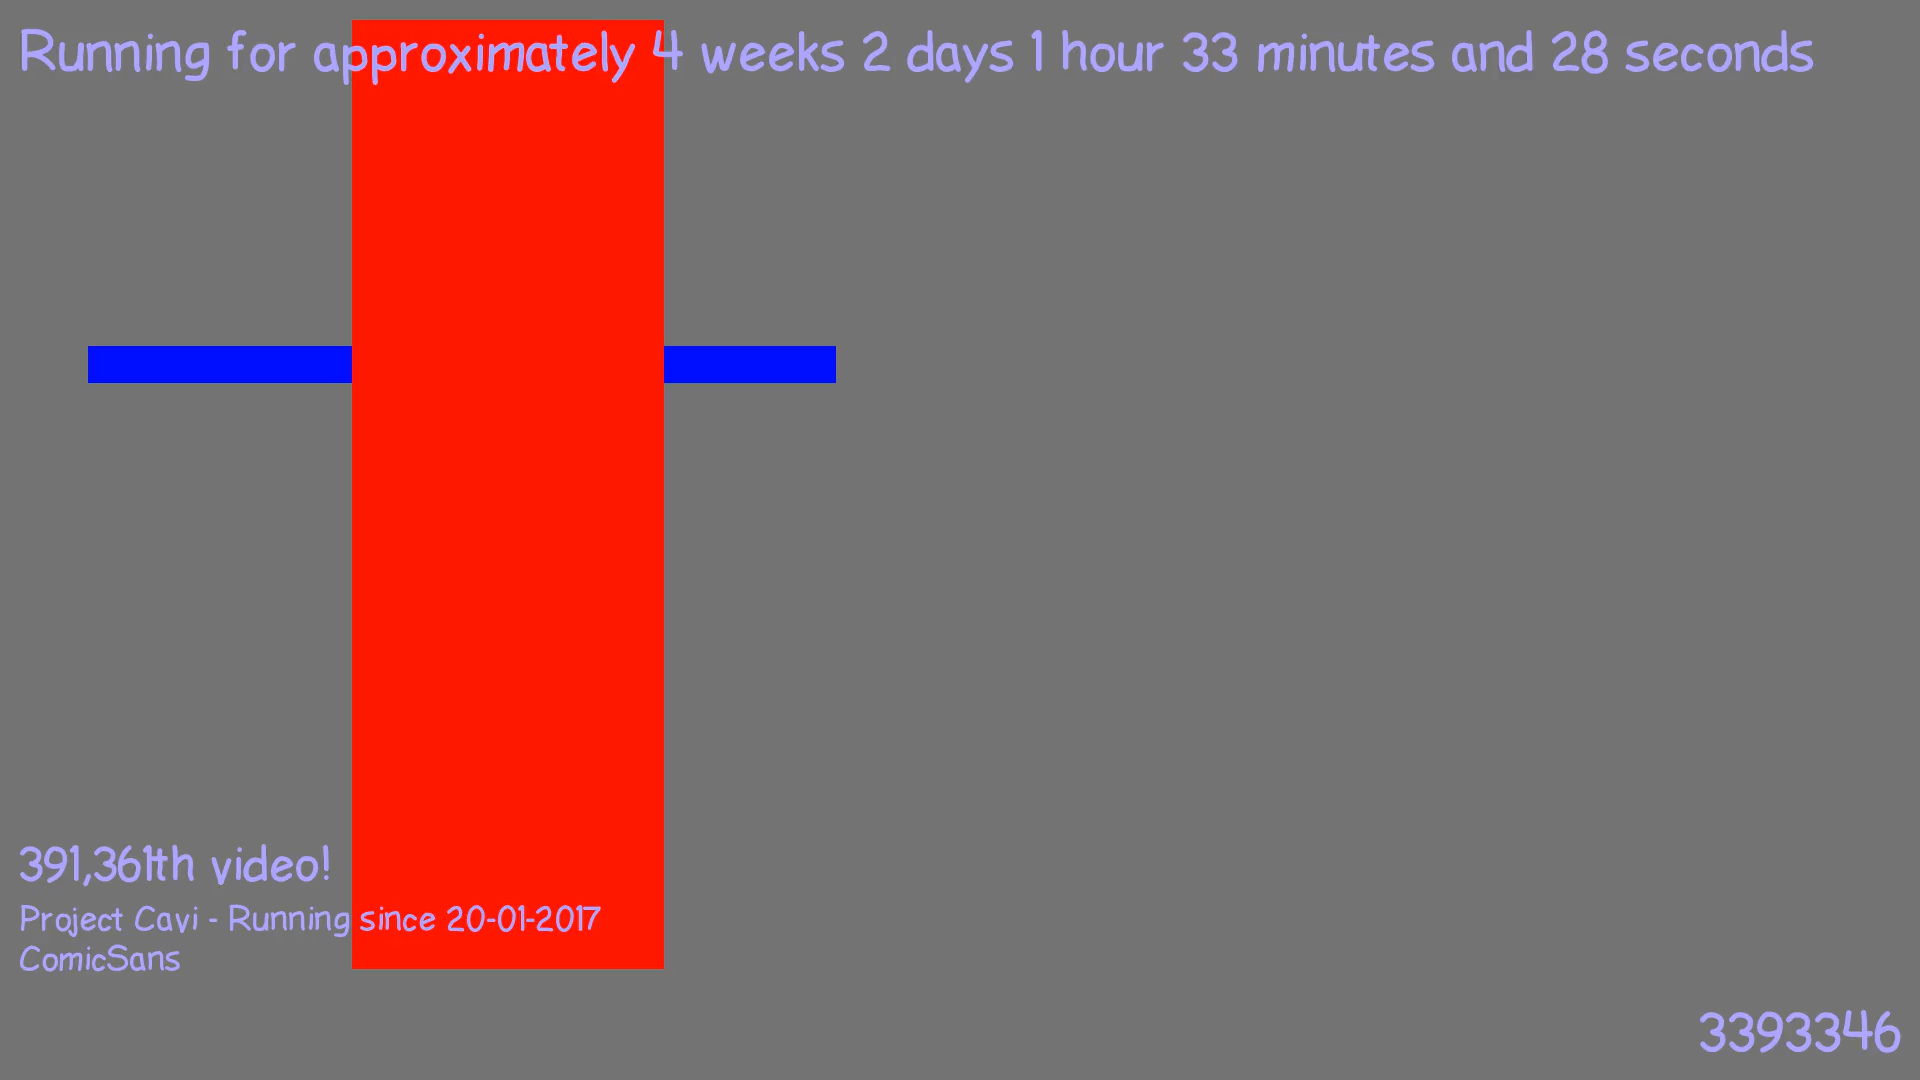 Running for approximately 4 weeks 2 days 1 hour 33 minutes and 28 seconds
391,361th video!
Project Cavi - Running since 20-01-2017
ComicSans
3393346